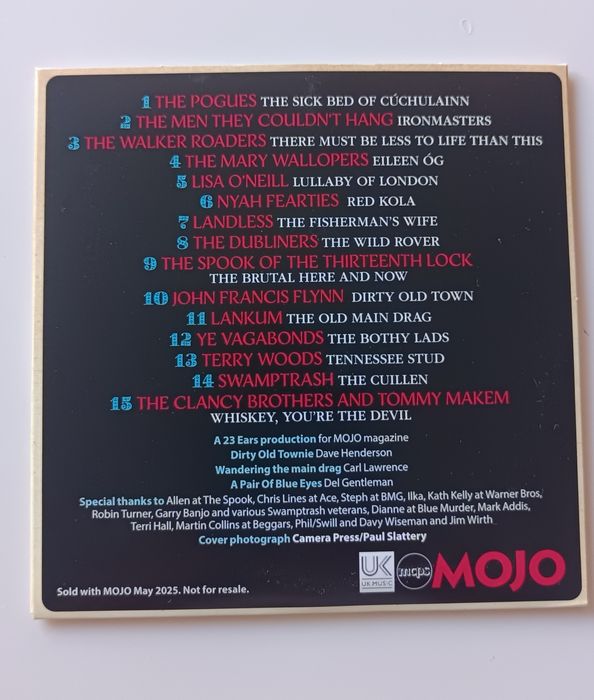 1 THE POGUES THE SICK BED OF CÚCHULAINN
2 THE MEN THEY COULDN'T HANG IRONMASTERS
3 THE WALKER ROADERS THERE MUST BE LESS TO LIFE THAN THIS
4 THE MARY WALLOPERS EILEEN ÓG
5 LISA O'NEILL LULLABY OF LONDON
6 NYAH FEARTIES RED KOLA
7 LANDLESS THE FISHERMAN'S WIFE
8 THE DUBLINERS THE WILD ROVER
9 THE SPOOK OF THE THIRTEENTH LOCK
THE BRUTAL HERE AND NOW
10 JOHN FRANCIS FLYNN DIRTY OLD TOWN
11 LANKUM THE OLD MAIN DRAG
12 YE VAGABONDS THE BOTHY LADS
13 TERRY WOODS TENNESSEE STUD
14 SWAMPTRASH THE CUILLEN
15 THE CLANCY BROTHERS AND TOMMY MAKEM
WHISKEY, YOU'RE THE DEVIL
A 23 Ears production for MOJO magazine
Dirty Old Townie Dave Henderson
Wandering the main drag Carl Lawrence
A Pair Of Blue Eyes Del Gentleman
Special thanks to Allen at The Spook, Chris Lines at Ace, Steph at BMG, Ilka, Kath Kelly at Warner Bros,
Robin Turner, Garry Banjo and various Swamptrash veterans, Dianne at Blue Murder, Mark Addis,
Terri Hall, Martin Collins at Beggars, Phil/Swill and Davy Wiseman and Jim Wirth
Cover photograph Camera Press/Paul Slattery
Sold with MOJO May 2025. Not for resale.
UK
UK MUSIC
mcps
MOJO